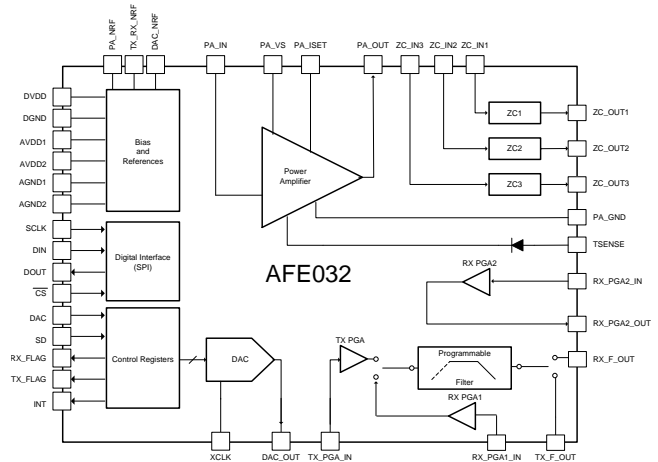 PA_NRF
TX_RX_NRF
DAC_NRF
PA_IN
PA_VS
PA_ISET
PA_OUT
ZC_IN3
ZC_IN2
ZC_IN1
DVDD
DGND
AVDD1
AVDD2
AGND1
AGND2
Bias
and
References
Power
Amplifier
ZC1
ZC2
ZC3
ZC_OUT1
ZC_OUT2
ZC_OUT3
PA_GND
TSENSE
SCLK
DIN
DOUT
CS
Digital Interface
(SPI)
AFE032
RX PGA2
RX_PGA2_IN
RX_PGA2_OUT
DAC
SD
RX_FLAG
TX_FLAG
INT
Control Registers
DAC
TX PGA
Programmable
Filter
RX PGA1
RX_F_OUT
XCLK
DAC_OUT
TX_PGA_IN
RX_PGA1_IN
TX_F_OUT